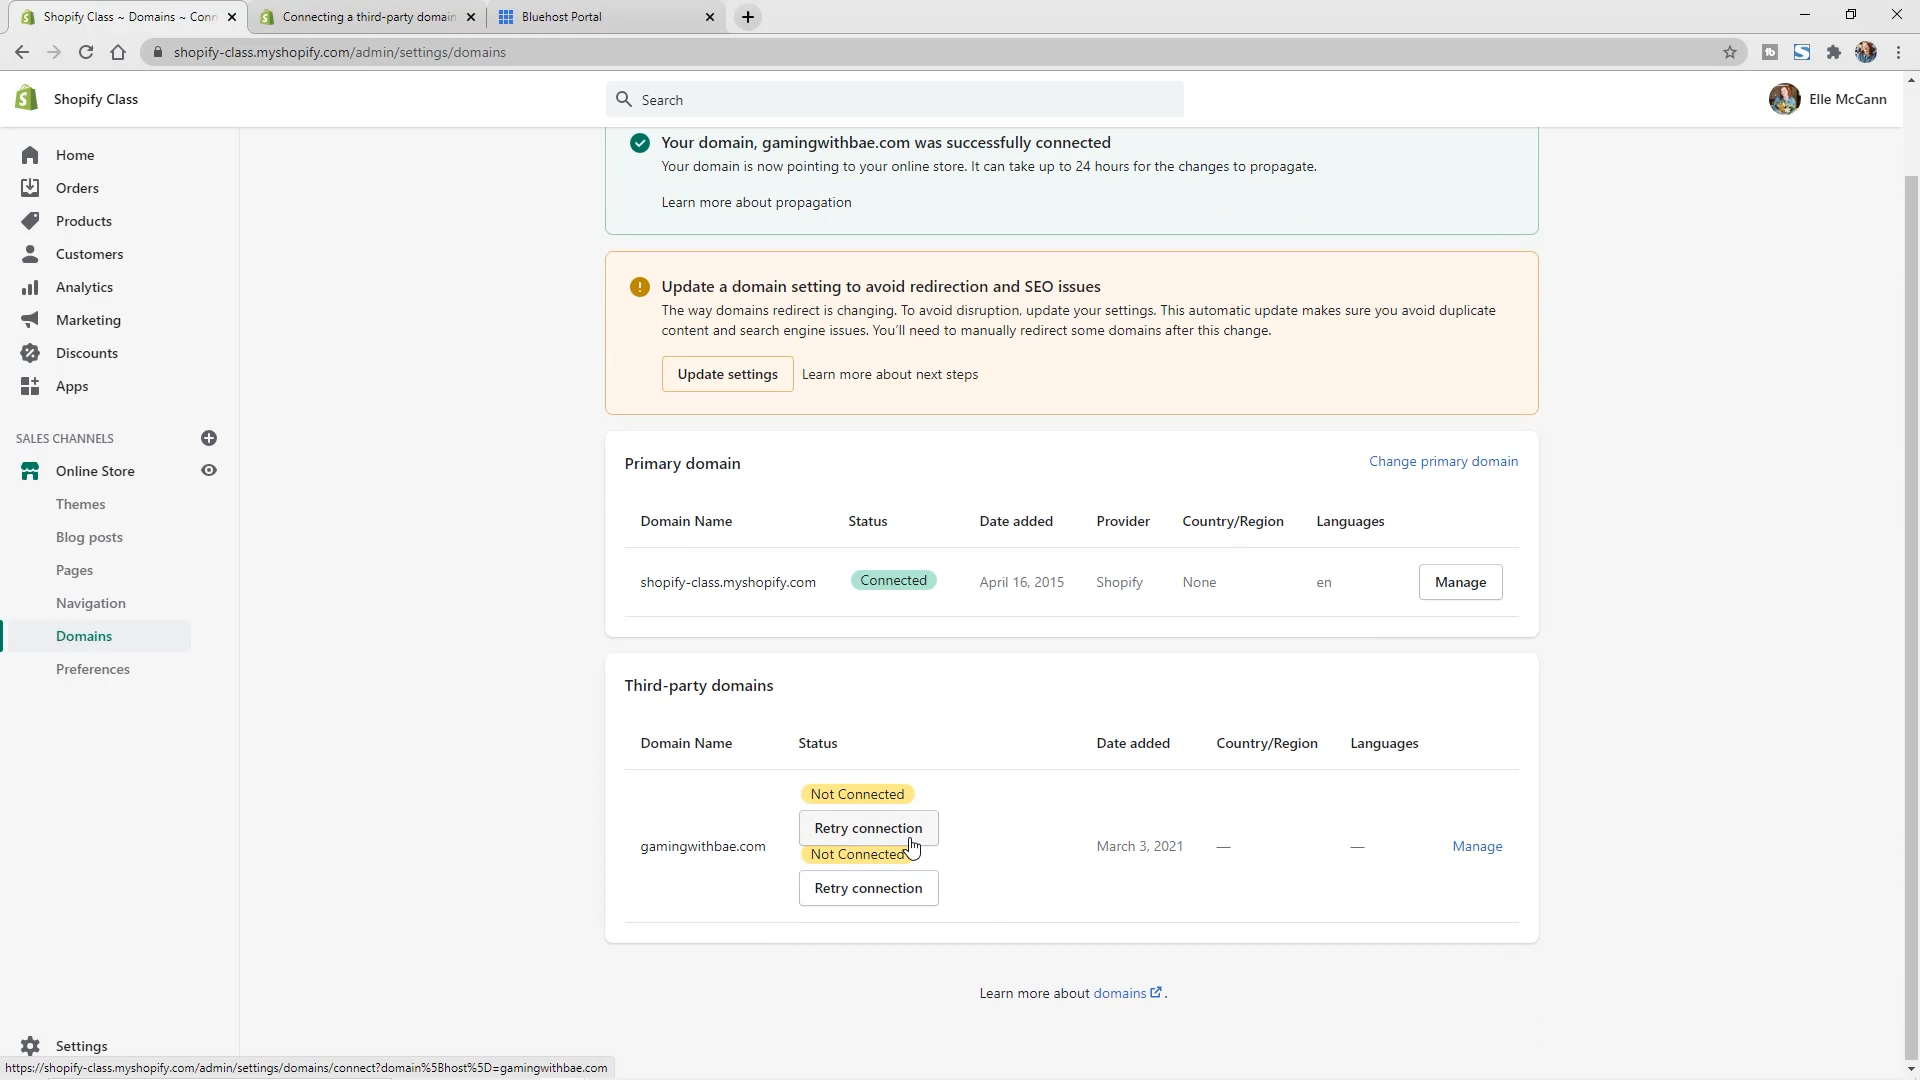 Shopify Class ~ Domains ~ Conn
Connecting a third-party domain
Bluehost Portal
shopify-class.myshopify.com/admin/settings/domains
Shopify Class
Search
Elle McCann
Home
Orders
Products
Customers
Analytics
Marketing
Discounts
Apps
SALES CHANNELS
Online Store
Themes
Blog posts
Pages
Navigation
Domains
Preferences
Settings
Your domain, gamingwithbae.com was successfully connected
Your domain is now pointing to your online store. It can take up to 24 hours for the changes to propagate.
Learn more about propagation
Update a domain setting to avoid redirection and SEO issues
The way domains redirect is changing. To avoid disruption, update your settings. This automatic update makes sure you avoid duplicate
content and search engine issues. You'll need to manually redirect some domains after this change.
Update settings Learn more about next steps
Primary domain Change primary domain
Domain Name Status Date added Provider Country/Region Languages
shopify-class.myshopify.com Connected April 16, 2015 Shopify None en Manage
Third-party domains
Domain Name Status Date added Country/Region Languages
Not Connected
Retry connection
gamingwithbae.com March 3, 2021 — — Manage
Not Connected
Retry connection
Learn more about domains .
https://shopify-class.myshopify.com/admin/settings/domains/connect?domain%5Bhost%5D=gamingwithbae.com